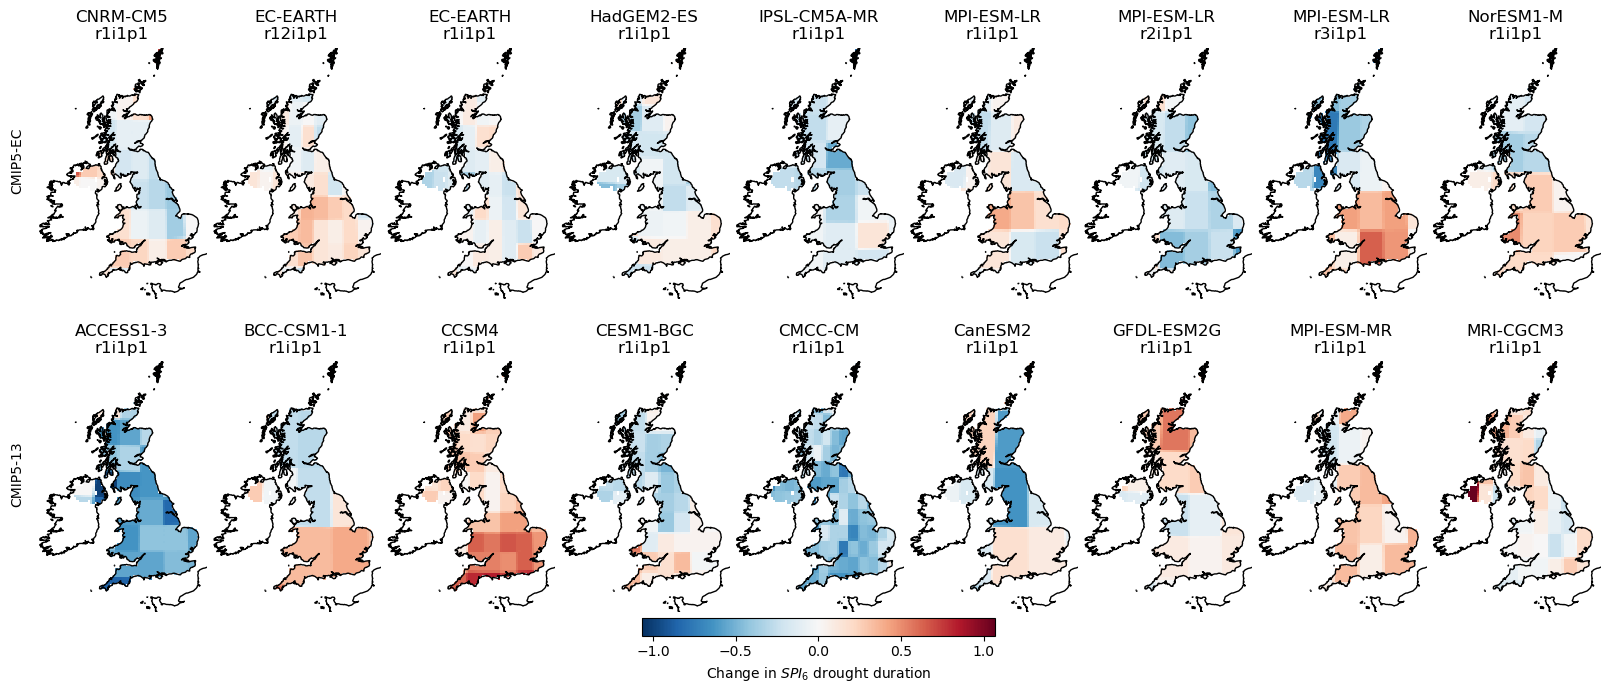 CNRM-CM5 EC-EARTH EC-EARTH HadGEM2-ES IPSL-CM5A-MR MPI-ESM-LR MPI-ESM-LR MPI-ESM-LR NorESM1-M
r1i1p1 r12i1p1 r1i1p1 r1i1p1 r1i1p1 r1i1p1 r2i1p1 r3i1p1 r1i1p1
CMIP5-EC
ACCESS1-3 BCC-CSM1-1 CCSM4 CESM1-BGC CMCC-CM CanESM2 GFDL-ESM2G MPI-ESM-MR MRI-CGCM3
r1i1p1 r1i1p1 r1i1p1 r1i1p1 r1i1p1 r1i1p1 r1i1p1 r1i1p1 r1i1p1
CMIP5-13
−1.0 −0.5 0.0 0.5 1.0
Change in SPI₆ drought duration